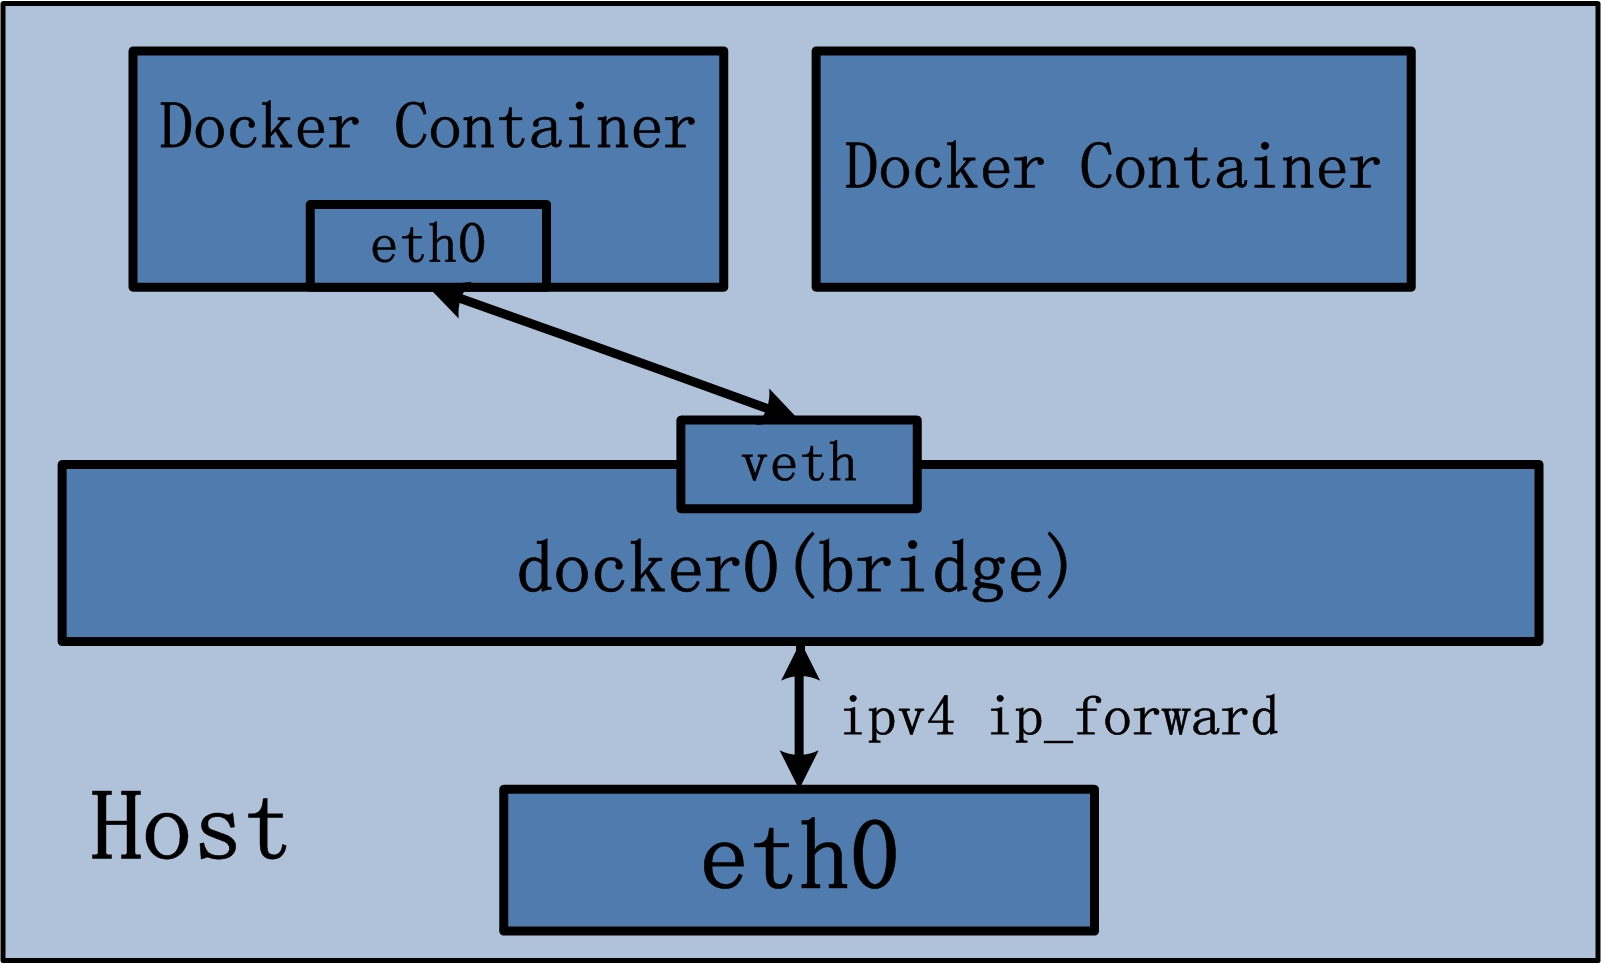 Docker Container
Docker Container
eth0
veth
docker0(bridge)
ipv4 ip_forward
Host
eth0